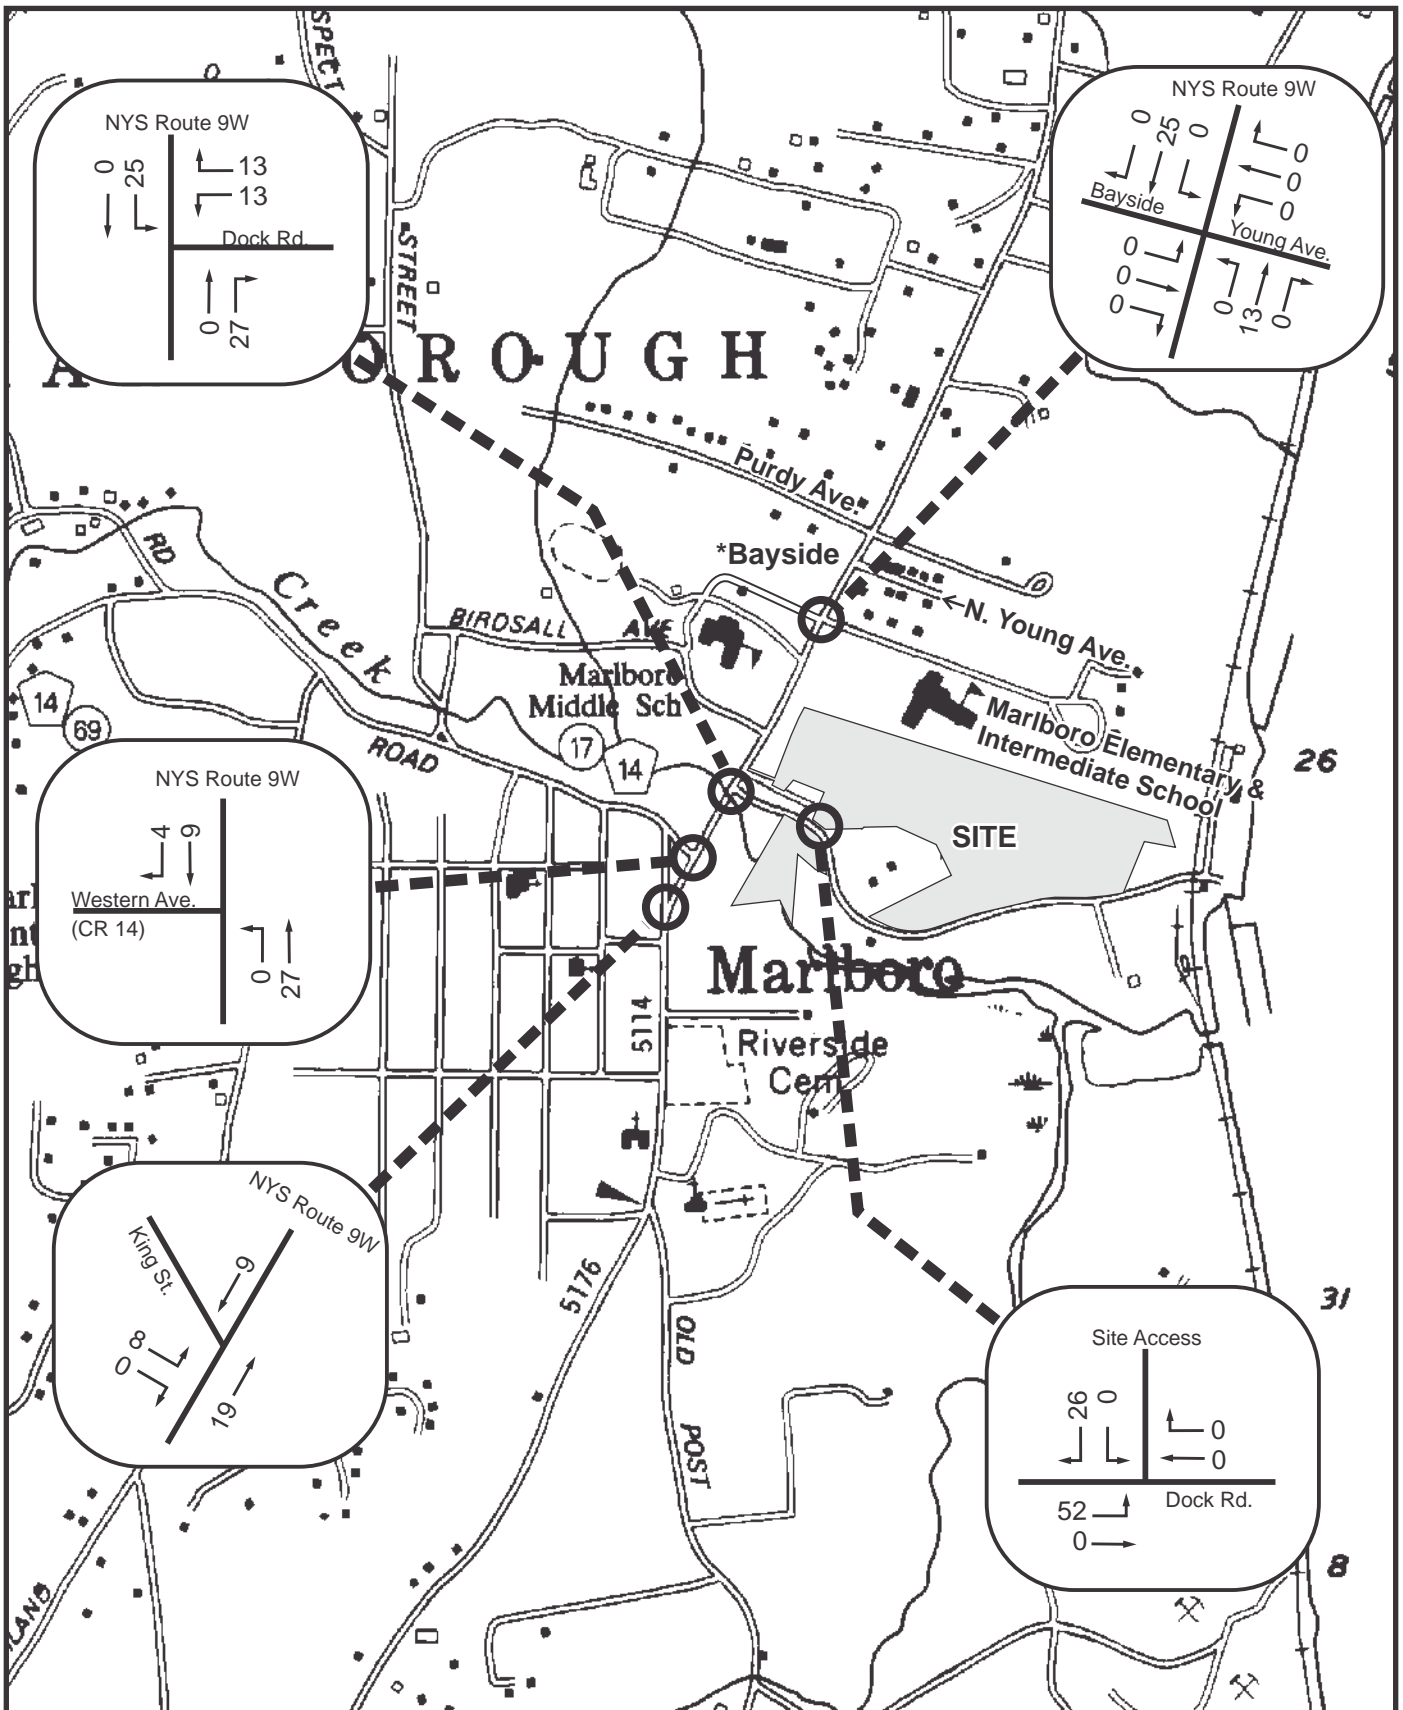 SPECT
STREET
OROUGH
NYS Route 9W
0
25
13
13
Dock Rd.
0
27
NYS Route 9W
0
25
0
0
0
0
Bayside
Young Ave.
0
0
0
0
13
0
Purdy Ave.
*Bayside
N. Young Ave.
RD
Creek
BIRDSALL AVE
Marlboro
Middle Sch
Marlboro Elementary &
Intermediate School
14
69
17
14
ROAD
26
SITE
NYS Route 9W
4
9
Western Ave.
(CR 14)
0
27
Marlboro
5114
Riverside
Cem
NYS Route 9W
King St.
9
8
0
19
5176
OLD
POST
31
Site Access
26
0
0
0
Dock Rd.
52
0
8